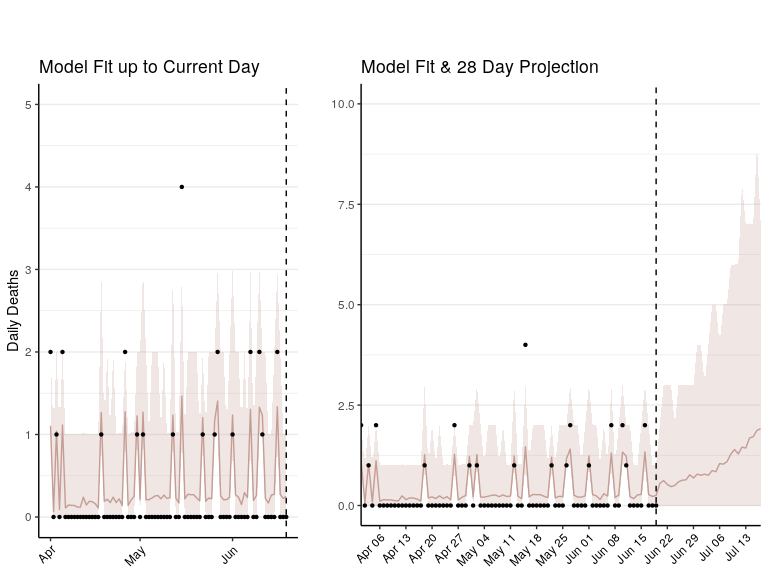 Model Fit up to Current Day
Daily Deaths
5
4
3
2
1
0
Apr
May
Jun
Model Fit & 28 Day Projection
10.0
7.5
5.0
2.5
0.0
Apr 06
Apr 13
Apr 20
Apr 27
May 04
May 11
May 18
May 25
Jun 01
Jun 08
Jun 15
Jun 22
Jun 29
Jul 06
Jul 13